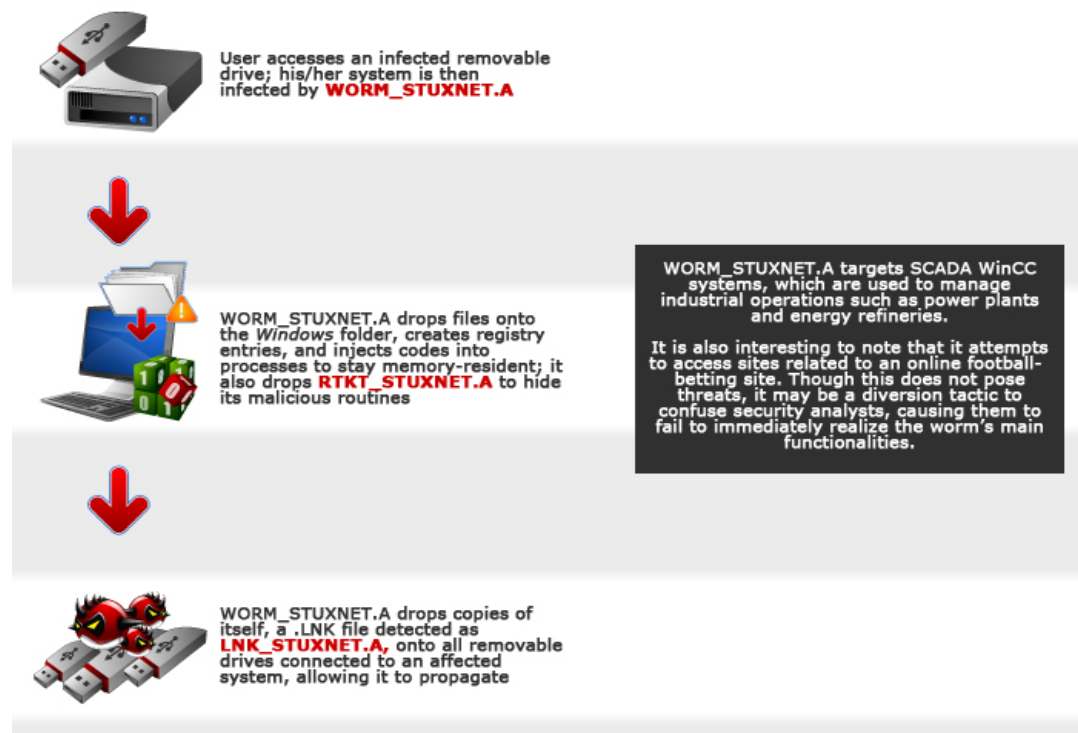 User accesses an infected removable
drive; his/her system is then
infected by WORM_STUXNET.A
WORM_STUXNET.A drops files onto
the Windows folder, creates registry
entries, and injects codes into
processes to stay memory-resident; it
also drops RTKT_STUXNET.A to hide
its malicious routines
WORM_STUXNET.A targets SCADA WinCC
systems, which are used to manage
industrial operations such as power plants
and energy refineries.
It is also interesting to note that it attempts
to access sites related to an online football-
betting site. Though this does not pose
threats, it may be a diversion tactic to
confuse security analysts, causing them to
fail to immediately realize the worm's main
functionalities.
WORM_STUXNET.A drops copies of
itself, a .LNK file detected as
LNK_STUXNET.A, onto all removable
drives connected to an affected
system, allowing it to propagate